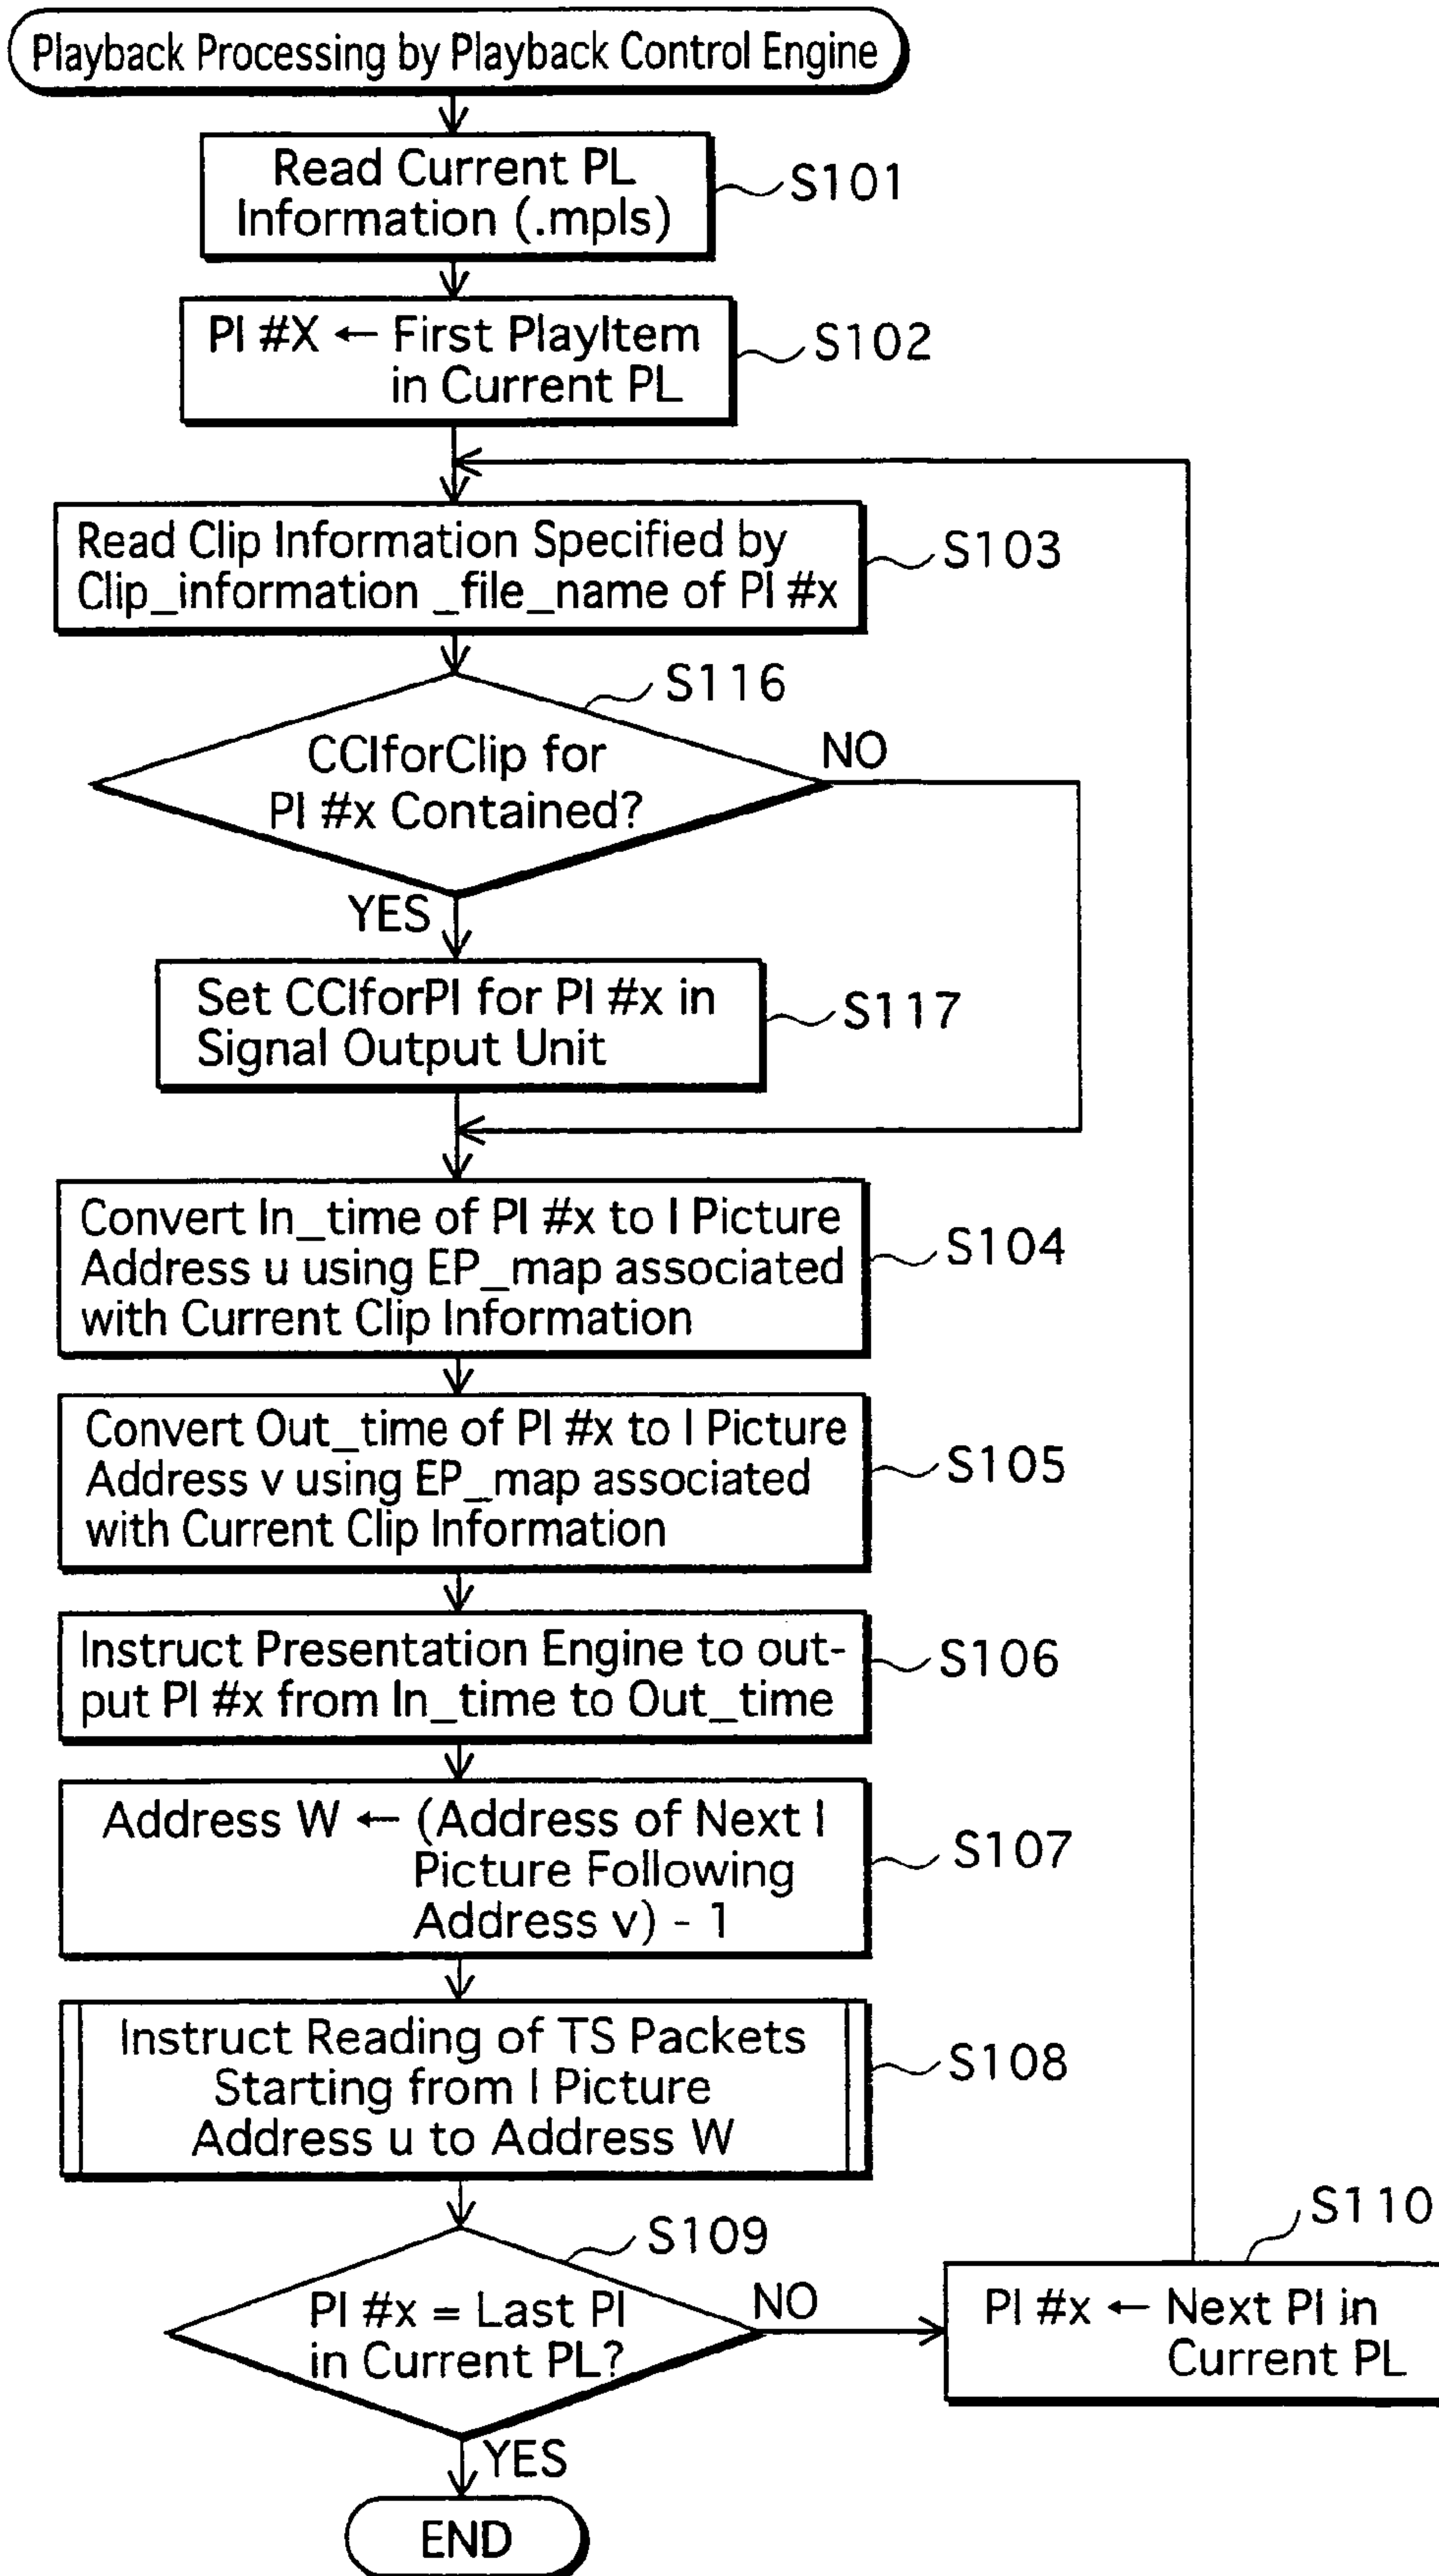 Playback Processing by Playback Control Engine
Read Current PL
Information (.mpls)
S101
PI #X ← First PlayItem
in Current PL
S102
Read Clip Information Specified by
Clip_information _file_name of PI #x
S103
S116
CCIforClip for
PI #x Contained?
NO
YES
Set CCIforPI for PI #x in
Signal Output Unit
S117
Convert In_time of PI #x to I Picture
Address u using EP_map associated
with Current Clip Information
S104
Convert Out_time of PI #x to I Picture
Address v using EP_map associated
with Current Clip Information
S105
Instruct Presentation Engine to out-
put PI #x from In_time to Out_time
S106
Address W ← (Address of Next I
Picture Following
Address v) - 1
S107
Instruct Reading of TS Packets
Starting from I Picture
Address u to Address W
S108
S109
PI #x = Last PI
in Current PL?
NO
S110
PI #x ← Next PI in
Current PL
YES
END